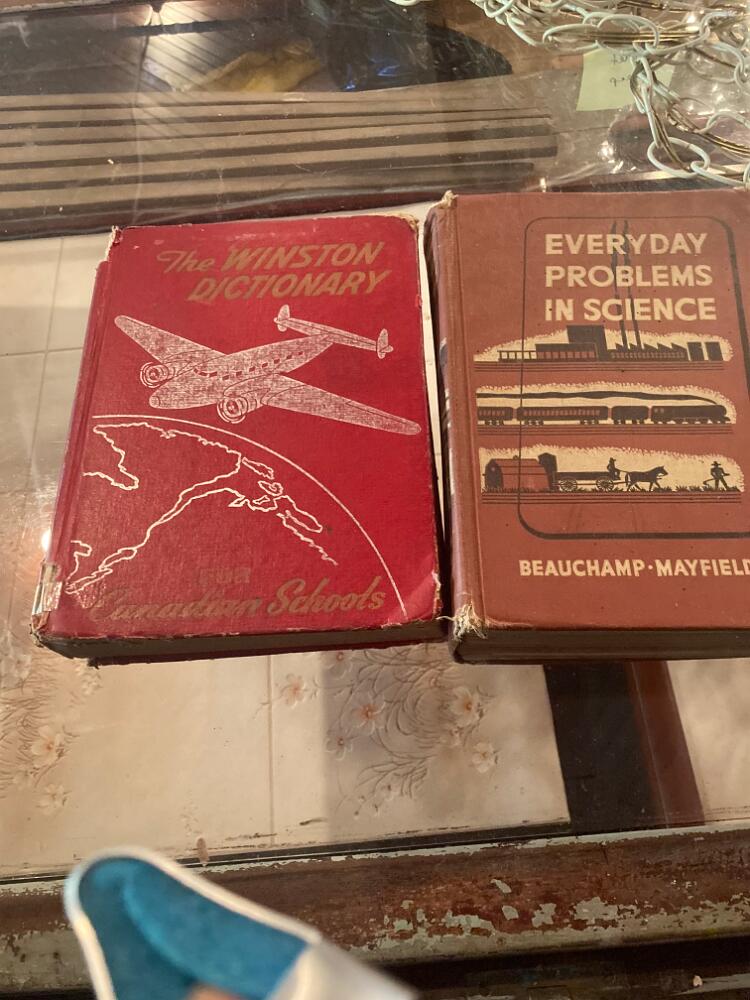 The WINSTON
DICTIONARY
FOR
Canadian Schools
EVERYDAY
PROBLEMS
IN SCIENCE
BEAUCHAMP · MAYFIELD